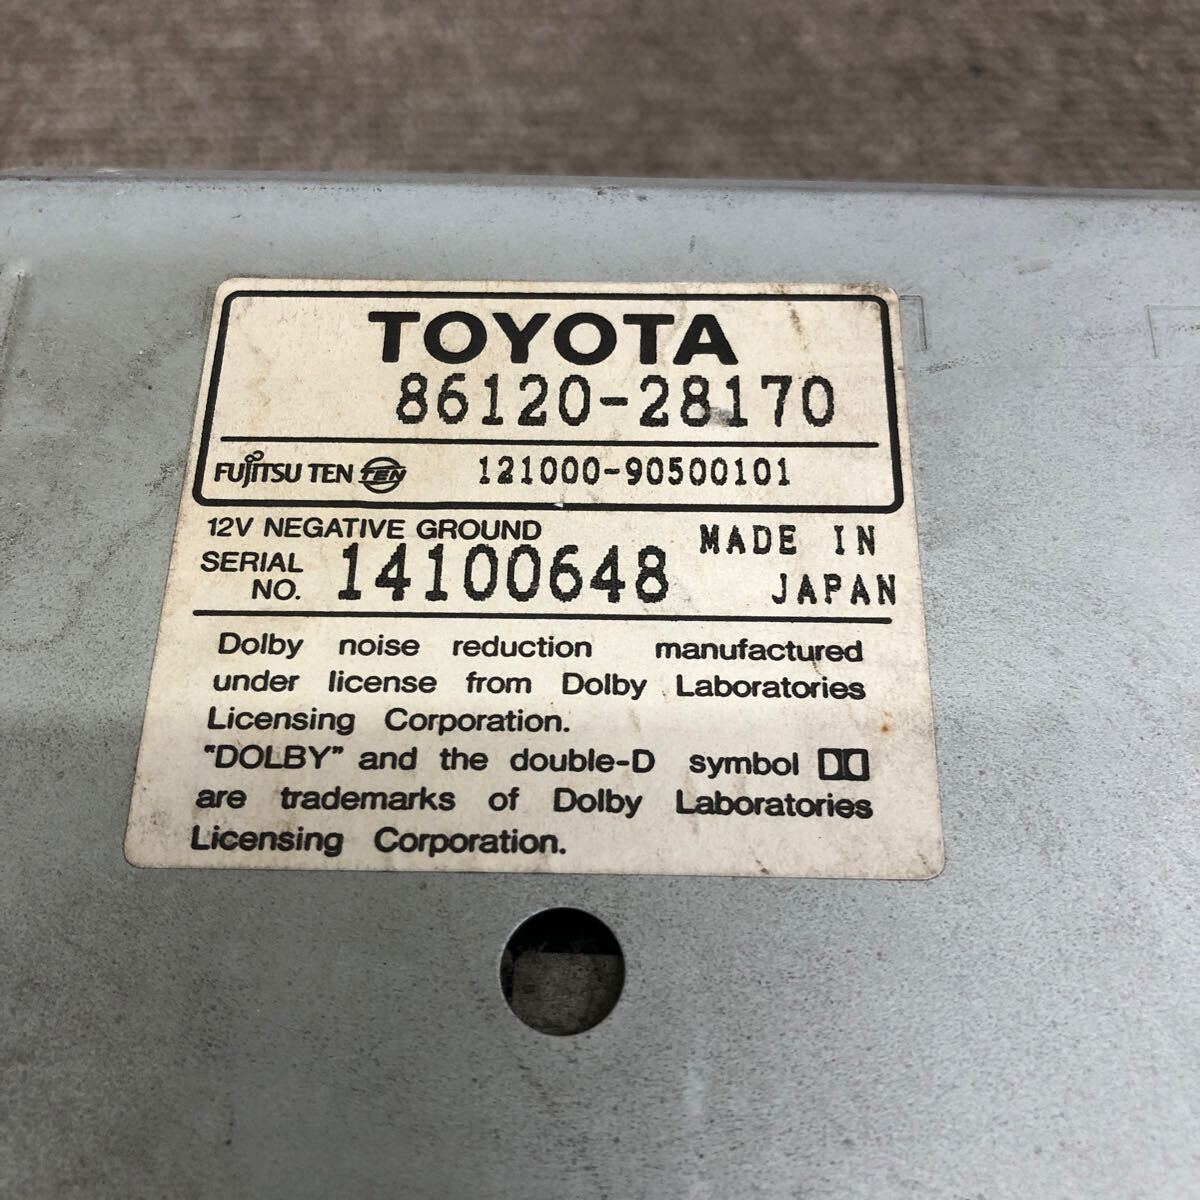 TOYOTA
86120-28170
FUJITSU TEN TEN 121000-90500101
12V NEGATIVE GROUND
SERIAL NO. 14100648
MADE IN JAPAN
Dolby noise reduction manufactured
under license from Dolby Laboratories
Licensing Corporation.
"DOLBY" and the double-D symbol
are trademarks of Dolby Laboratories
Licensing Corporation.